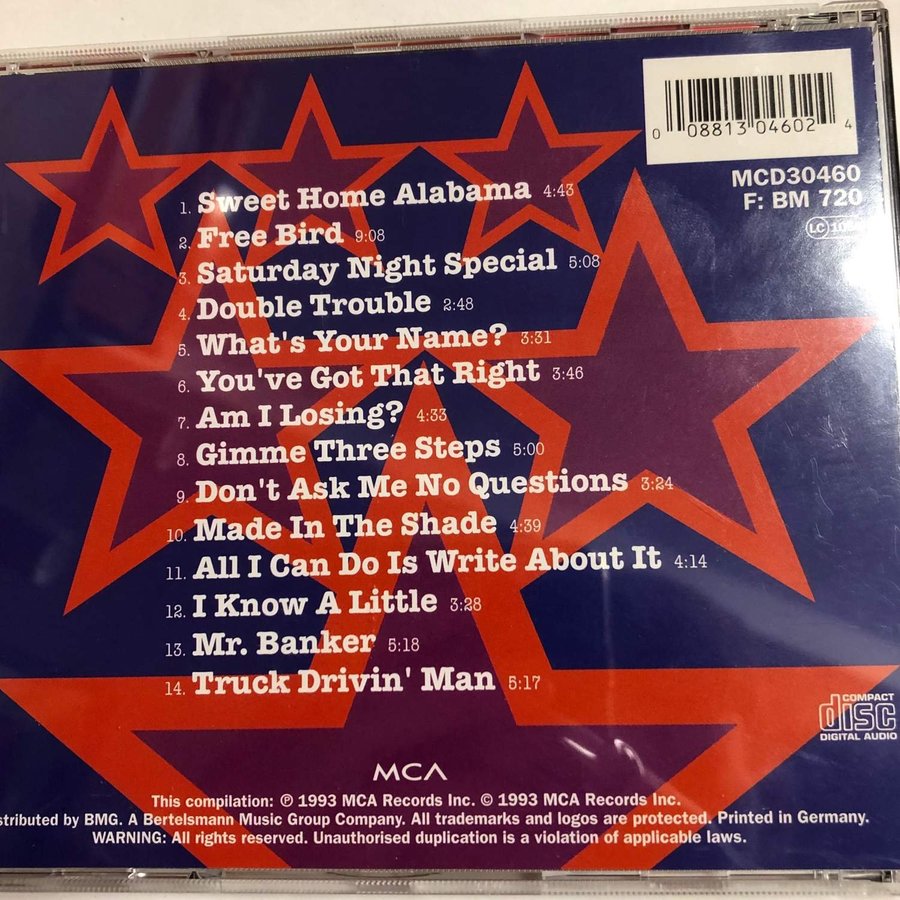 0 08813 04602 4
MCD30460
F: BM 720
LC
1. Sweet Home Alabama 4:43
2. Free Bird 9:08
3. Saturday Night Special 5:08
4. Double Trouble 2:48
5. What's Your Name? 3:31
6. You've Got That Right 3:46
7. Am I Losing? 4:33
8. Gimme Three Steps 5:00
9. Don't Ask Me No Questions 3:24
10. Made In The Shade 4:39
11. All I Can Do Is Write About It 4:14
12. I Know A Little 3:28
13. Mr. Banker 5:18
14. Truck Drivin' Man 5:17
COMPACT
disc
DIGITAL AUDIO
MCA
This compilation: ℗ 1993 MCA Records Inc. © 1993 MCA Records Inc.
by BMG. A Bertelsmann Music Group Company. All trademarks and logos are protected. Printed in Germany.
WARNING: All rights reserved. Unauthorised duplication is a violation of applicable laws.